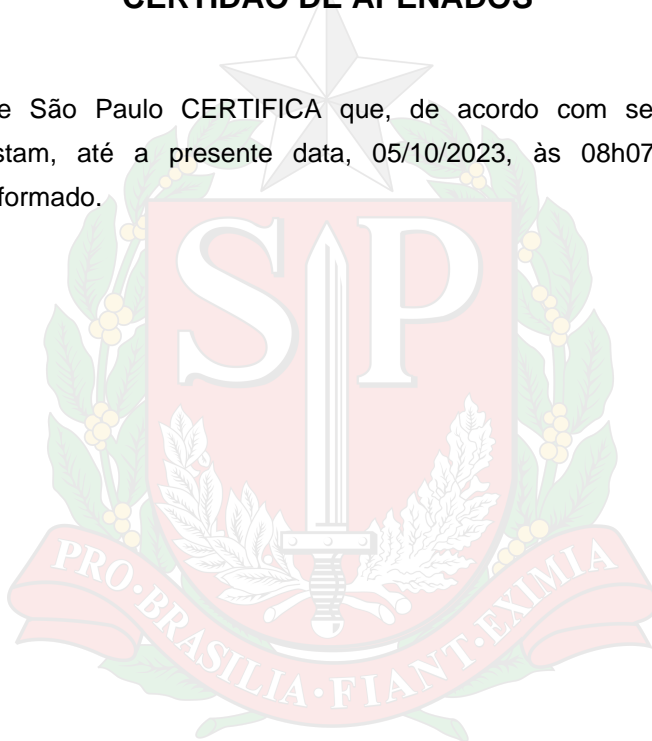 CERTIDÃO DE APENADOS
e São Paulo CERTIFICA que, de acordo com se
stam, até a presente data, 05/10/2023, às 08h07
formado.
SP
PRO·BRASILIA·FIANT·EXIMIA